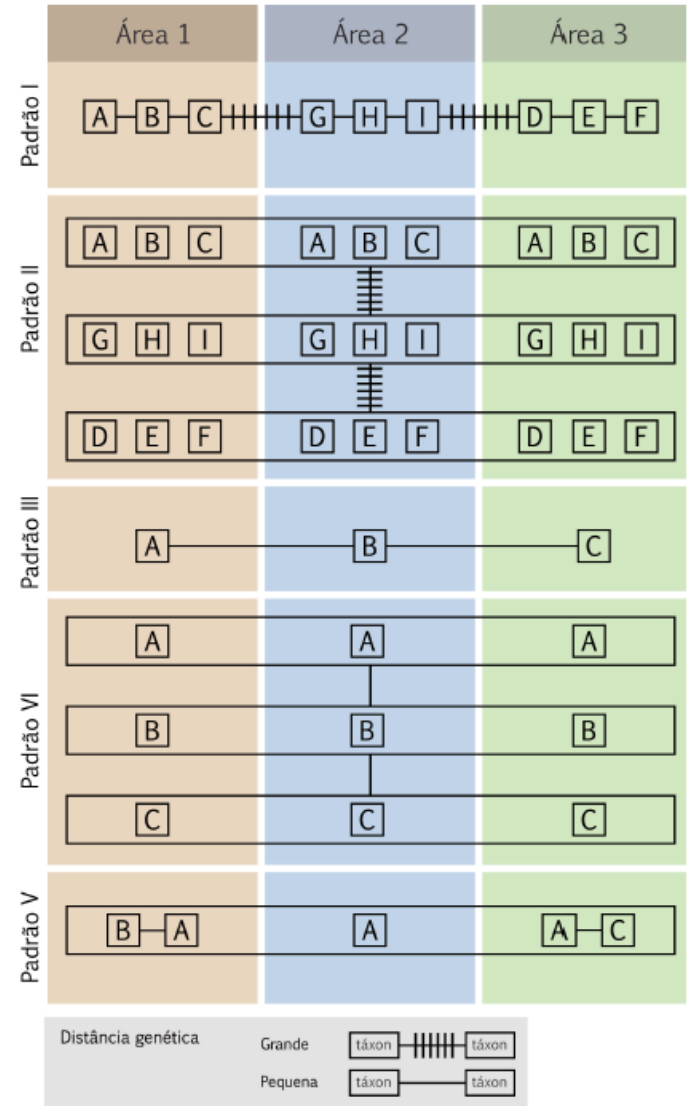 Área 1 Área 2 Área 3
Padrão I
A B C G H I D E F
Padrão II
A B C A B C A B C
G H I G H I G H I
D E F D E F D E F
Padrão III
A B C
Padrão VI
A A A
B B B
C C C
Padrão V
B A A A C
Distância genética
Grande táxon táxon
Pequena táxon táxon